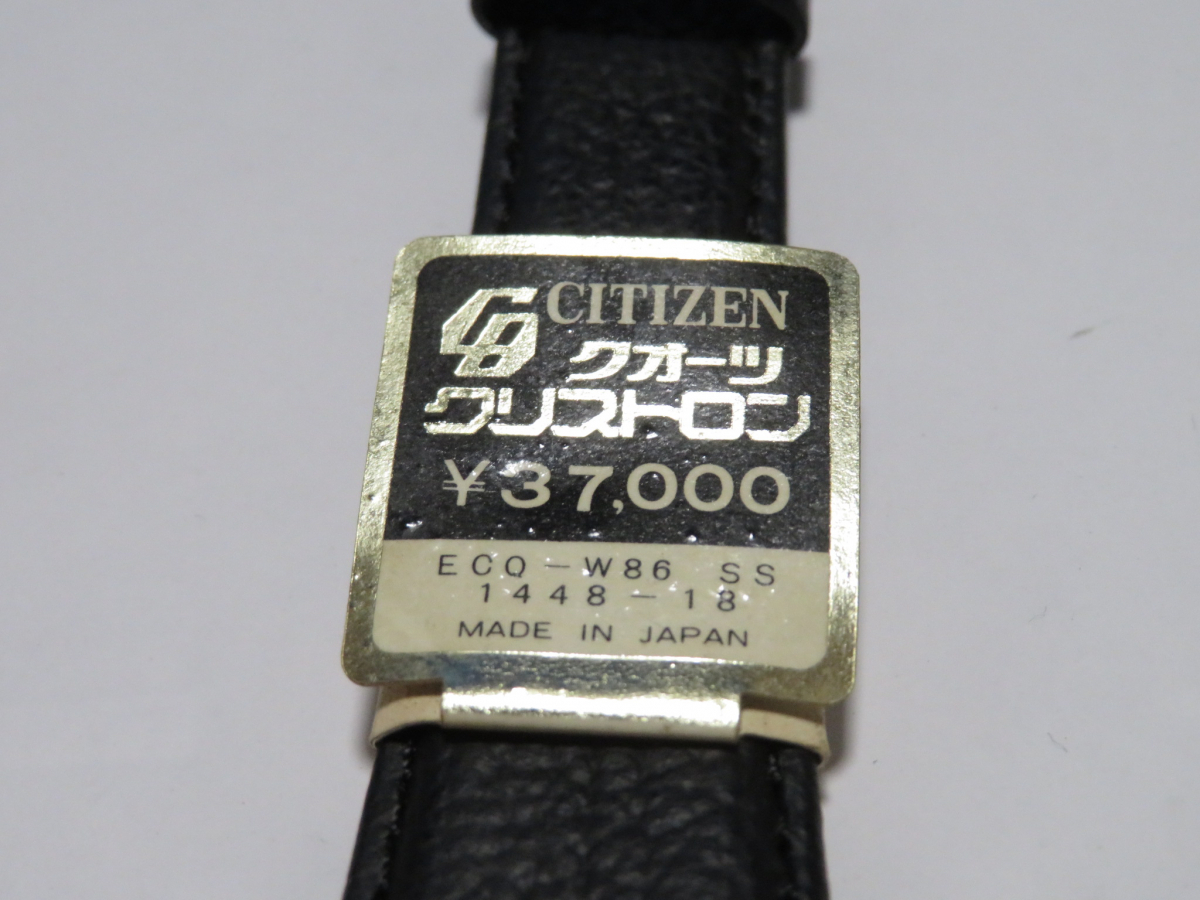 CITIZEN
クオーツ
クリストロン
¥37,000
ECQ-W86 SS
1448-18
MADE IN JAPAN